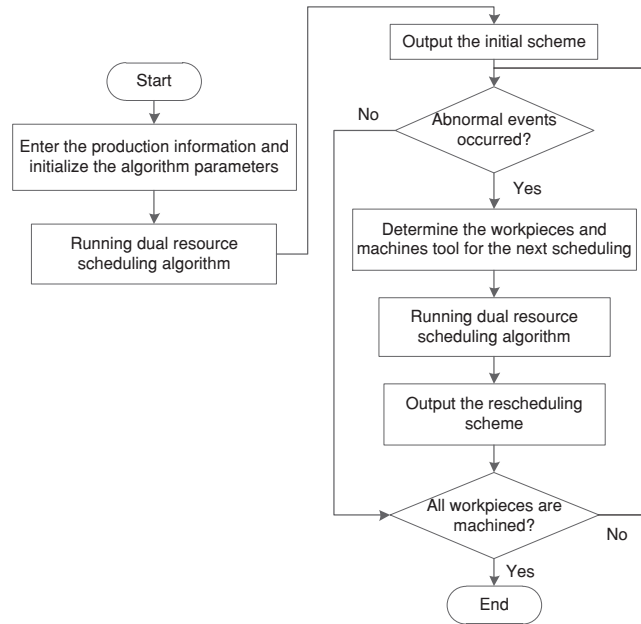 Start
Enter the production information and
initialize the algorithm parameters
Running dual resource
scheduling algorithm
Output the initial scheme
Abnormal events
occurred?
No
Yes
Determine the workpieces and
machines tool for the next scheduling
Running dual resource
scheduling algorithm
Output the rescheduling
scheme
All workpieces are
machined?
No
Yes
End